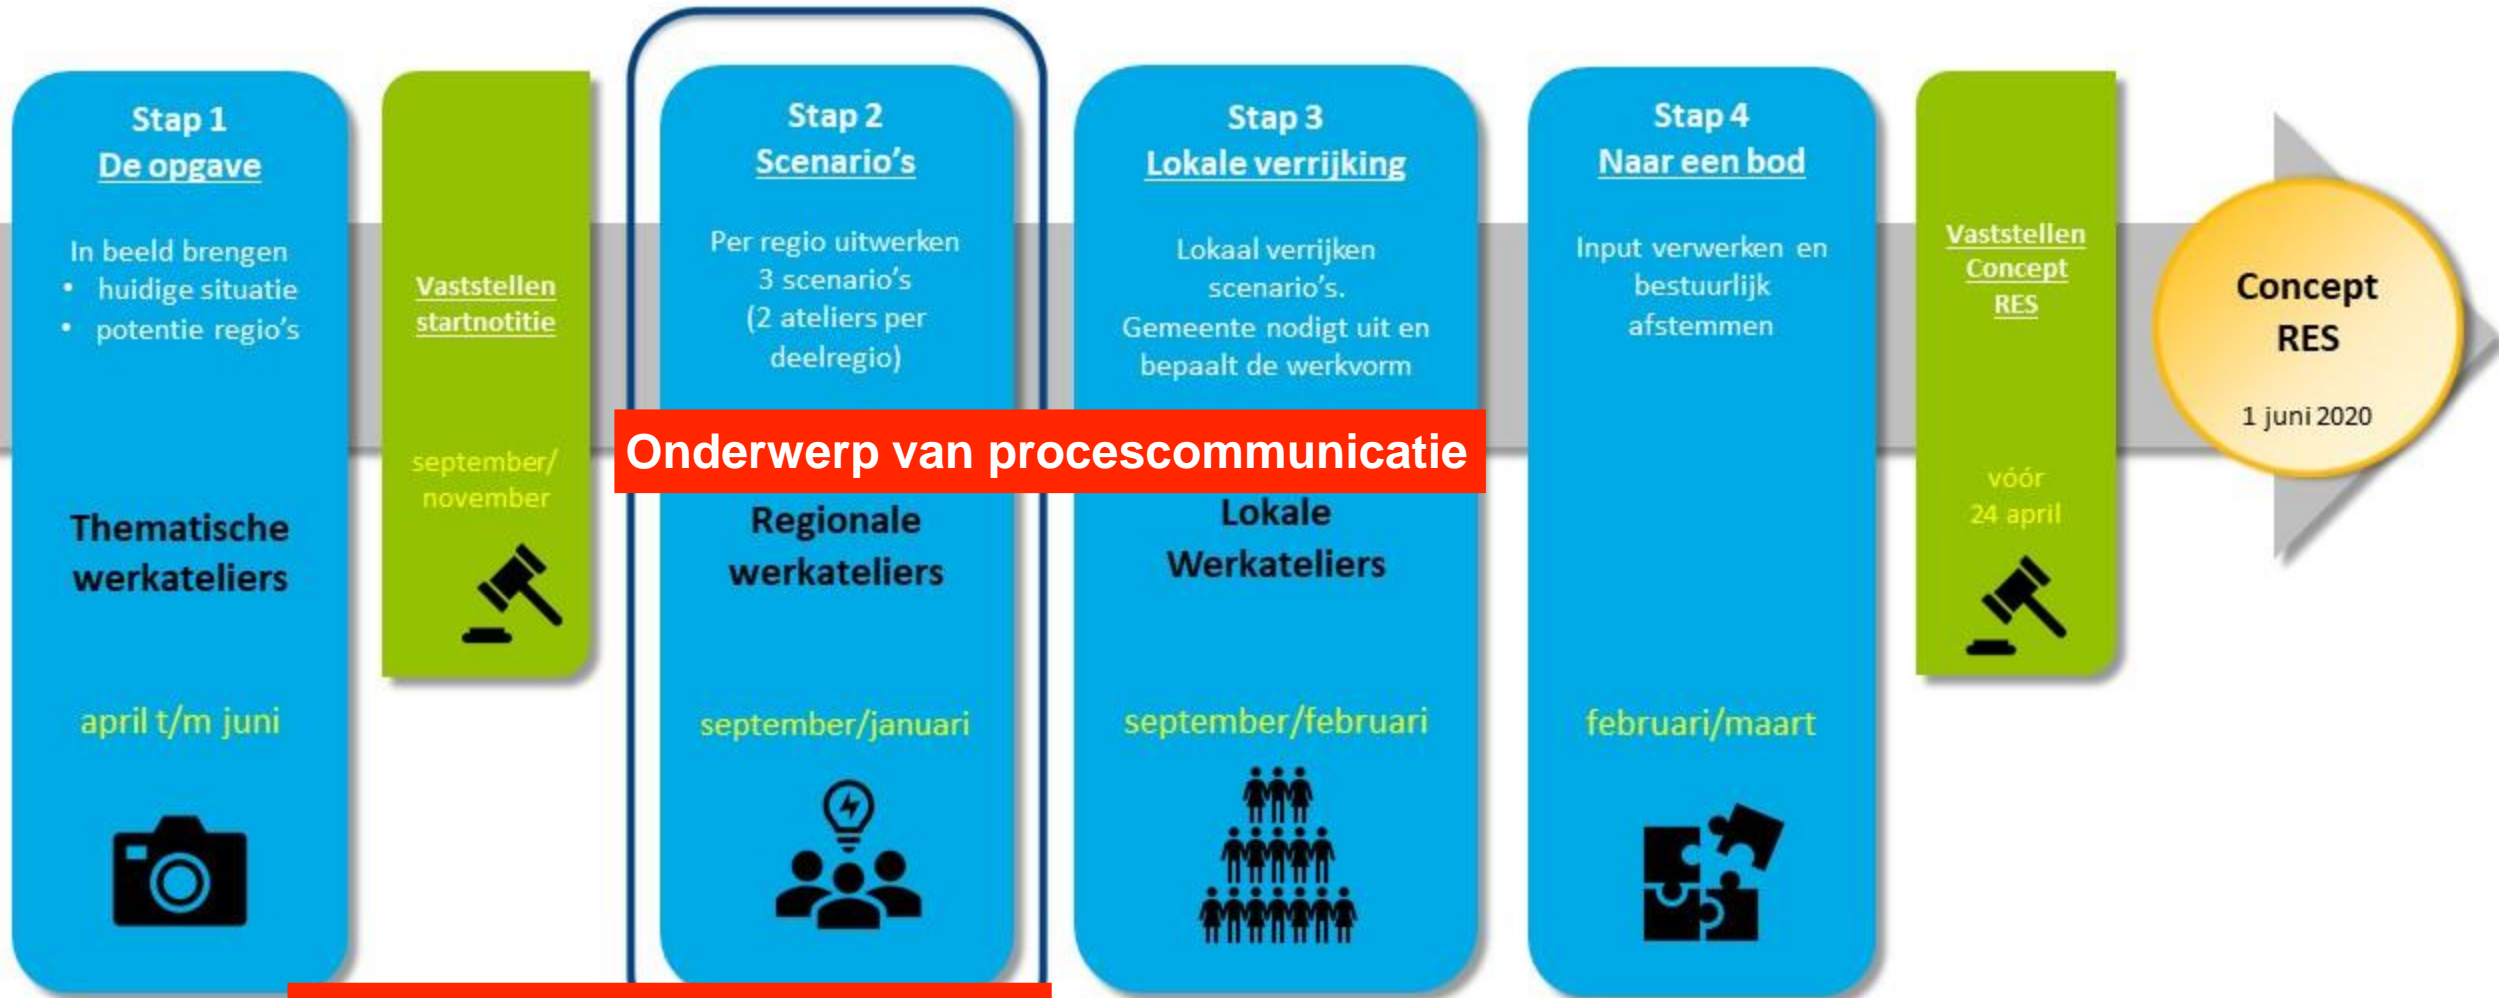 Stap 1
De opgave
In beeld brengen
• huidige situatie
• potentie regio's
Thematische
werkateliers
april t/m juni
Vaststellen
startnotitie
september/
november
Stap 2
Scenario's
Per regio uitwerken
3 scenario's
(2 ateliers per
deelregio)
Onderwerp van procescommunicatie
Regionale
werkateliers
september/januari
Stap 3
Lokale verrijking
Lokaal verrijken
scenario's.
Gemeente nodigt uit en
bepaalt de werkvorm
Lokale
Werkateliers
september/februari
Stap 4
Naar een bod
Input verwerken en
bestuurlijk
afstemmen
februari/maart
Vaststellen
Concept
RES
vóór
24 april
Concept
RES
1 juni 2020